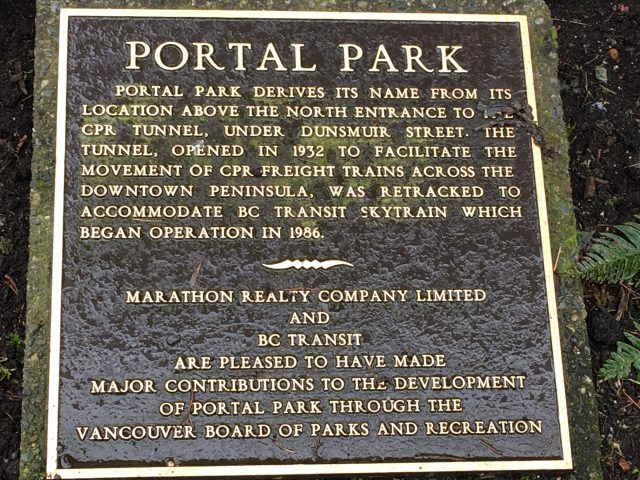 PORTAL PARK
PORTAL PARK DERIVES ITS NAME FROM ITS
LOCATION ABOVE THE NORTH ENTRANCE TO THE
CPR TUNNEL, UNDER DUNSMUIR STREET. THE
TUNNEL, OPENED IN 1932 TO FACILITATE THE
MOVEMENT OF CPR FREIGHT TRAINS ACROSS THE
DOWNTOWN PENINSULA, WAS RETRACKED TO
ACCOMMODATE BC TRANSIT SKYTRAIN WHICH
BEGAN OPERATION IN 1986.
MARATHON REALTY COMPANY LIMITED
AND
BC TRANSIT
ARE PLEASED TO HAVE MADE
MAJOR CONTRIBUTIONS TO THE DEVELOPMENT
OF PORTAL PARK THROUGH THE
VANCOUVER BOARD OF PARKS AND RECREATION